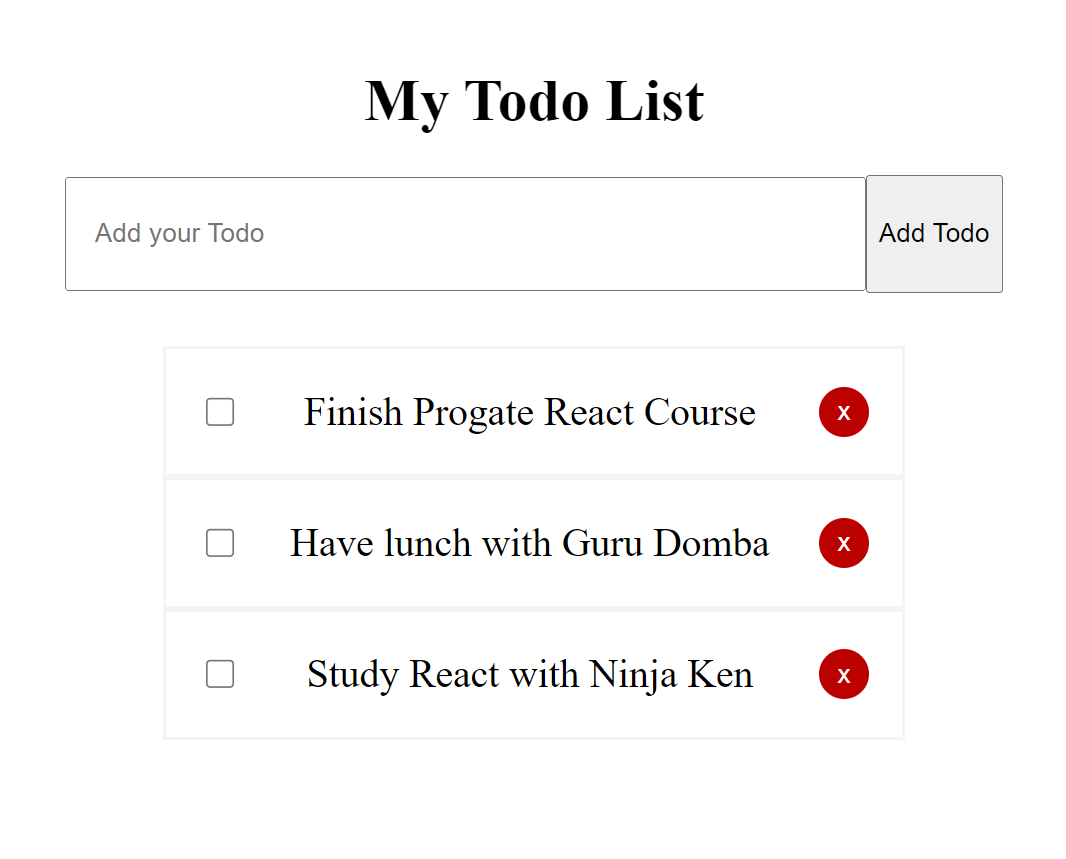 My Todo List
Add your Todo
Add Todo
Finish Progate React Course
x
Have lunch with Guru Domba
x
Study React with Ninja Ken
x